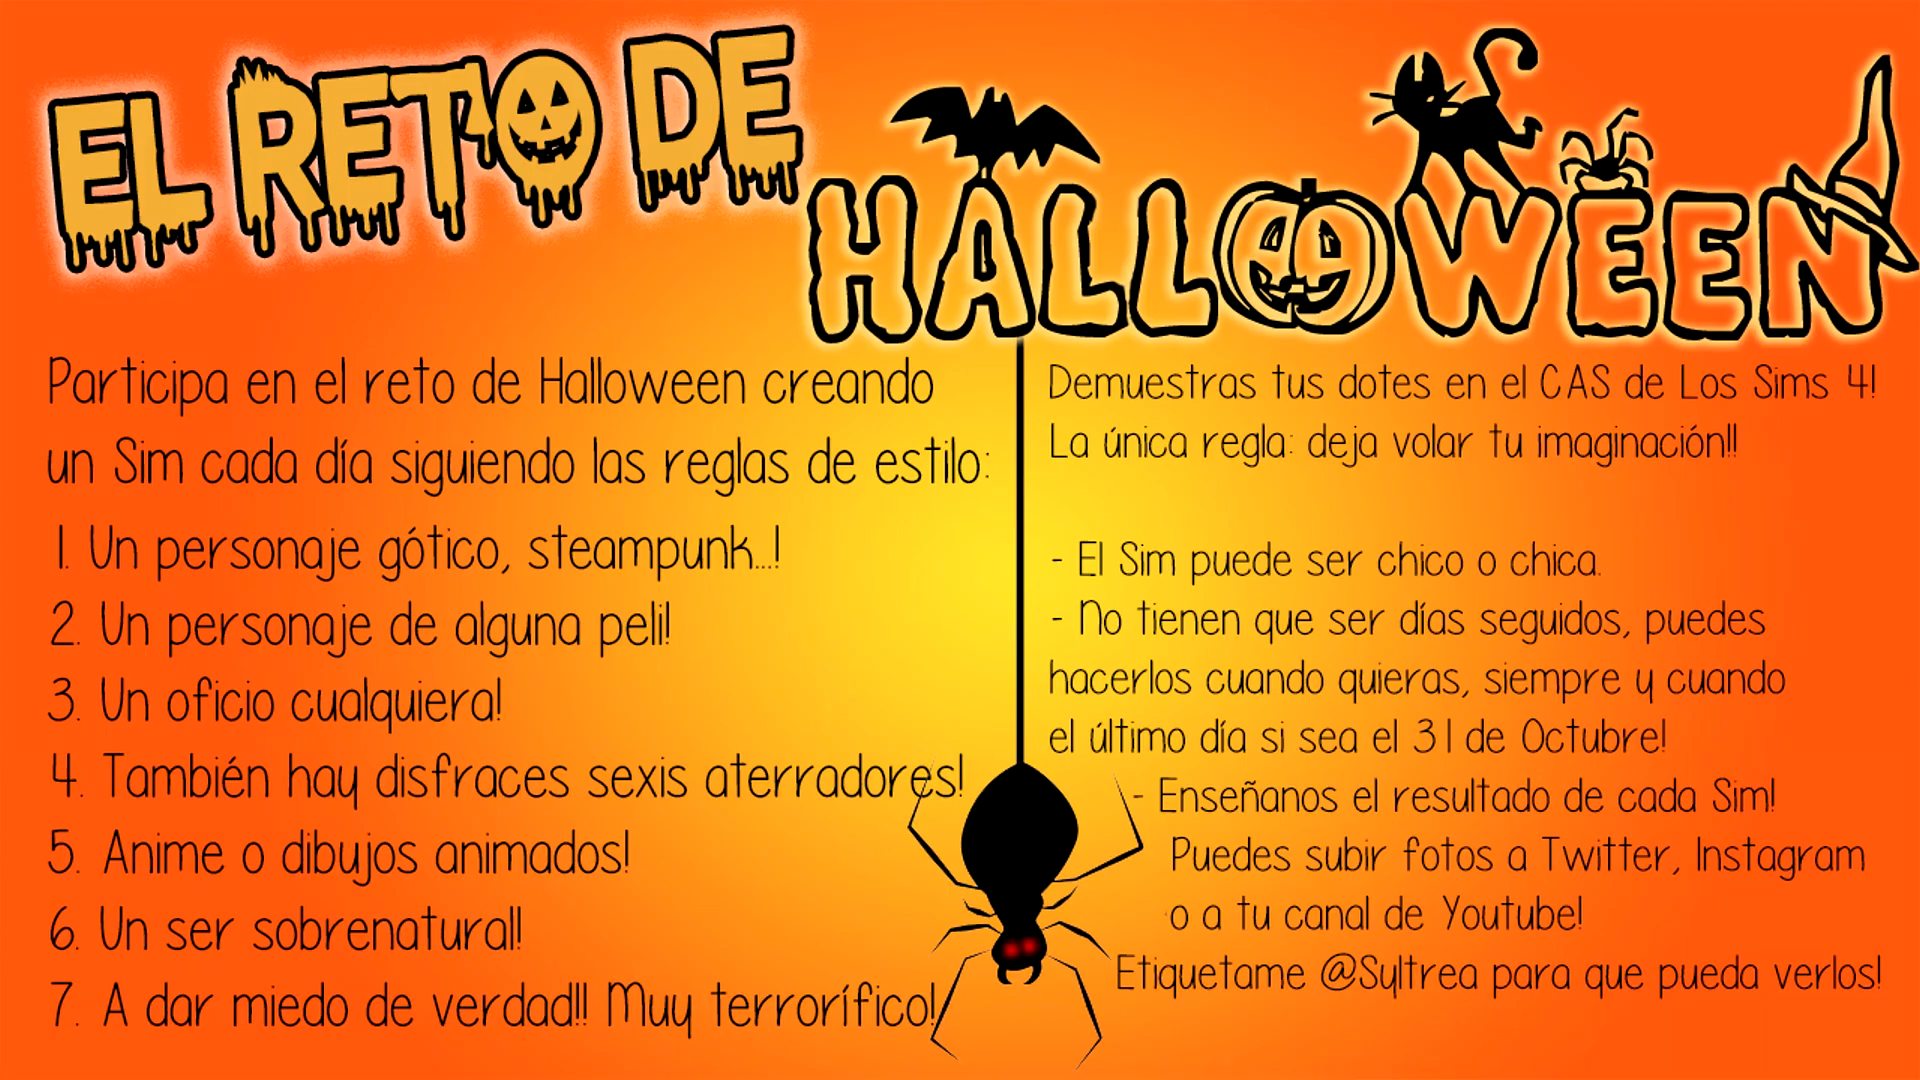 EL RETO DE
HALLOWEEN
Participa en el reto de Halloween creando
un Sim cada día siguiendo las reglas de estilo:
1. Un personaje gótico, steampunk...!
2. Un personaje de alguna peli!
3. Un oficio cualquiera!
4. También hay disfraces sexis aterradores!
5. Anime o dibujos animados!
6. Un ser sobrenatural!
7. A dar miedo de verdad!!! Muy terrorífico!
Demuestras tus dotes en el CAS de Los Sims 4!
La única regla: deja volar tu imaginación!!
- El Sim puede ser chico o chica.
- No tienen que ser días seguidos, puedes
hacerlos cuando quieras, siempre y cuando
el último día si sea el 31 de Octubre!
- Enseñanos el resultado de cada Sim!
Puedes subir fotos a Twitter, Instagram
o a tu canal de Youtube!
Etiquetame @Syltrea para que pueda verlos!